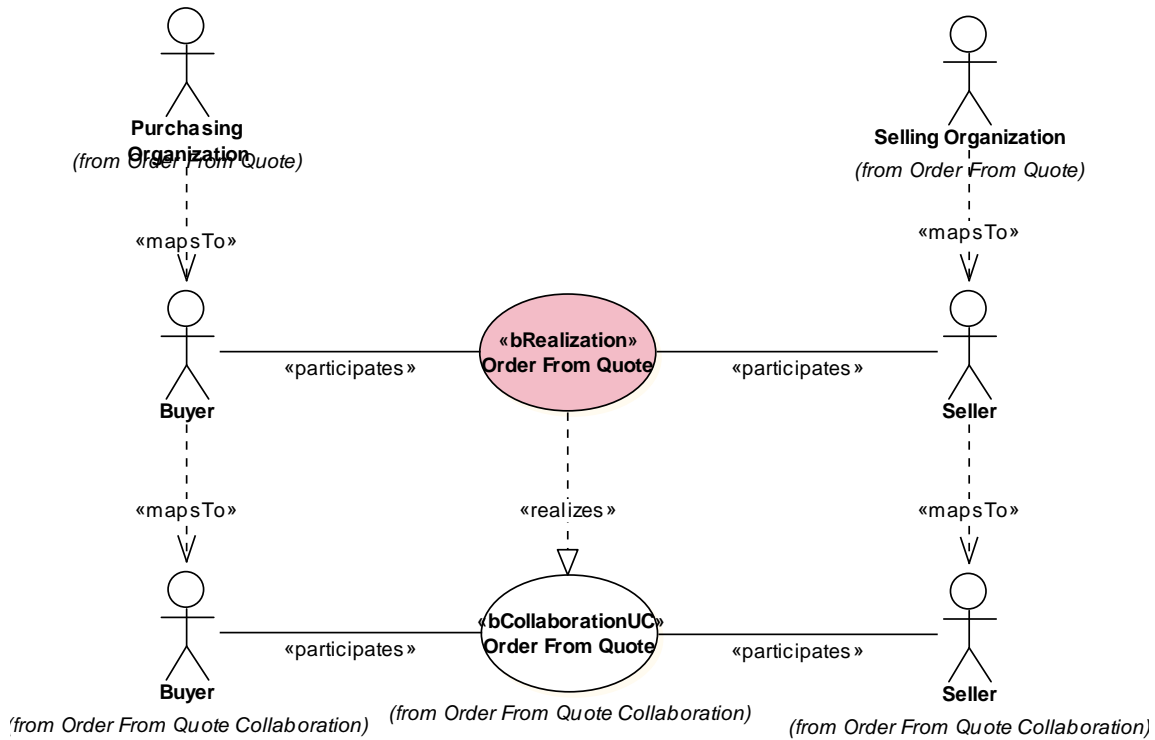 Purchasing
Organization
(from Order From Quote)
Selling Organization
(from Order From Quote)
«mapsTo»
«mapsTo»
«bRealization»
Order From Quote
«participates»
«participates»
Buyer
Seller
«mapsTo»
«realizes»
«mapsTo»
«bCollaborationUC»
Order From Quote
«participates»
«participates»
Buyer
Seller
(from Order From Quote Collaboration)
(from Order From Quote Collaboration)
(from Order From Quote Collaboration)